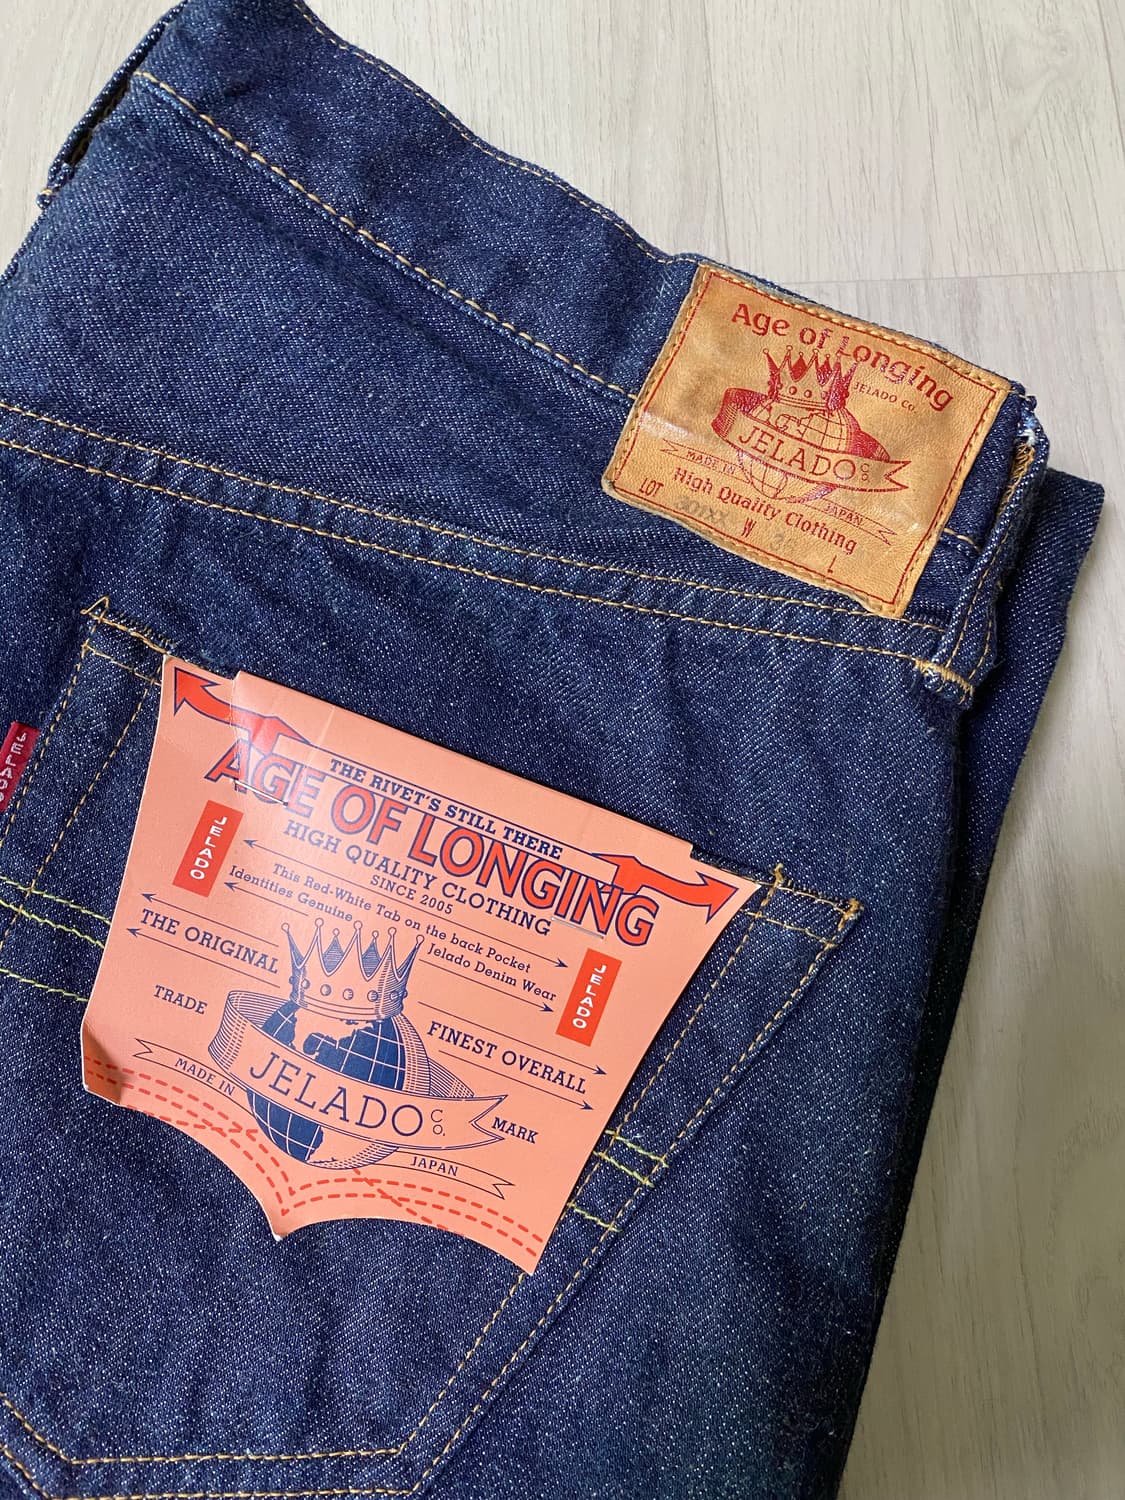 Age of Longing
JELADO Co.
JELADO Co.
MADE IN
JAPAN
High Quality Clothing
LOT 301XX W L
JELADO
THE RIVET'S STILL THERE
AGE OF LONGING
HIGH QUALITY CLOTHING
SINCE 2005
This Red-White Tab on the back Pocket
Identities Genuine Jelado Denim Wear
JELADO
JELADO
THE ORIGINAL
FINEST OVERALL
TRADE
MARK
JELADO CO.
MADE IN
JAPAN